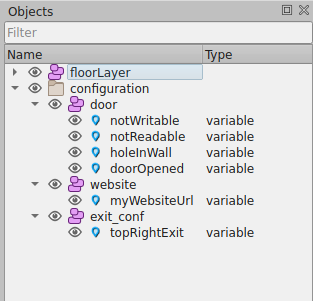 Objects
Filter
Name Type
floorLayer
configuration
door
notWritable variable
notReadable variable
holeInWall variable
doorOpened variable
website
myWebsiteUrl variable
exit_conf
topRightExit variable